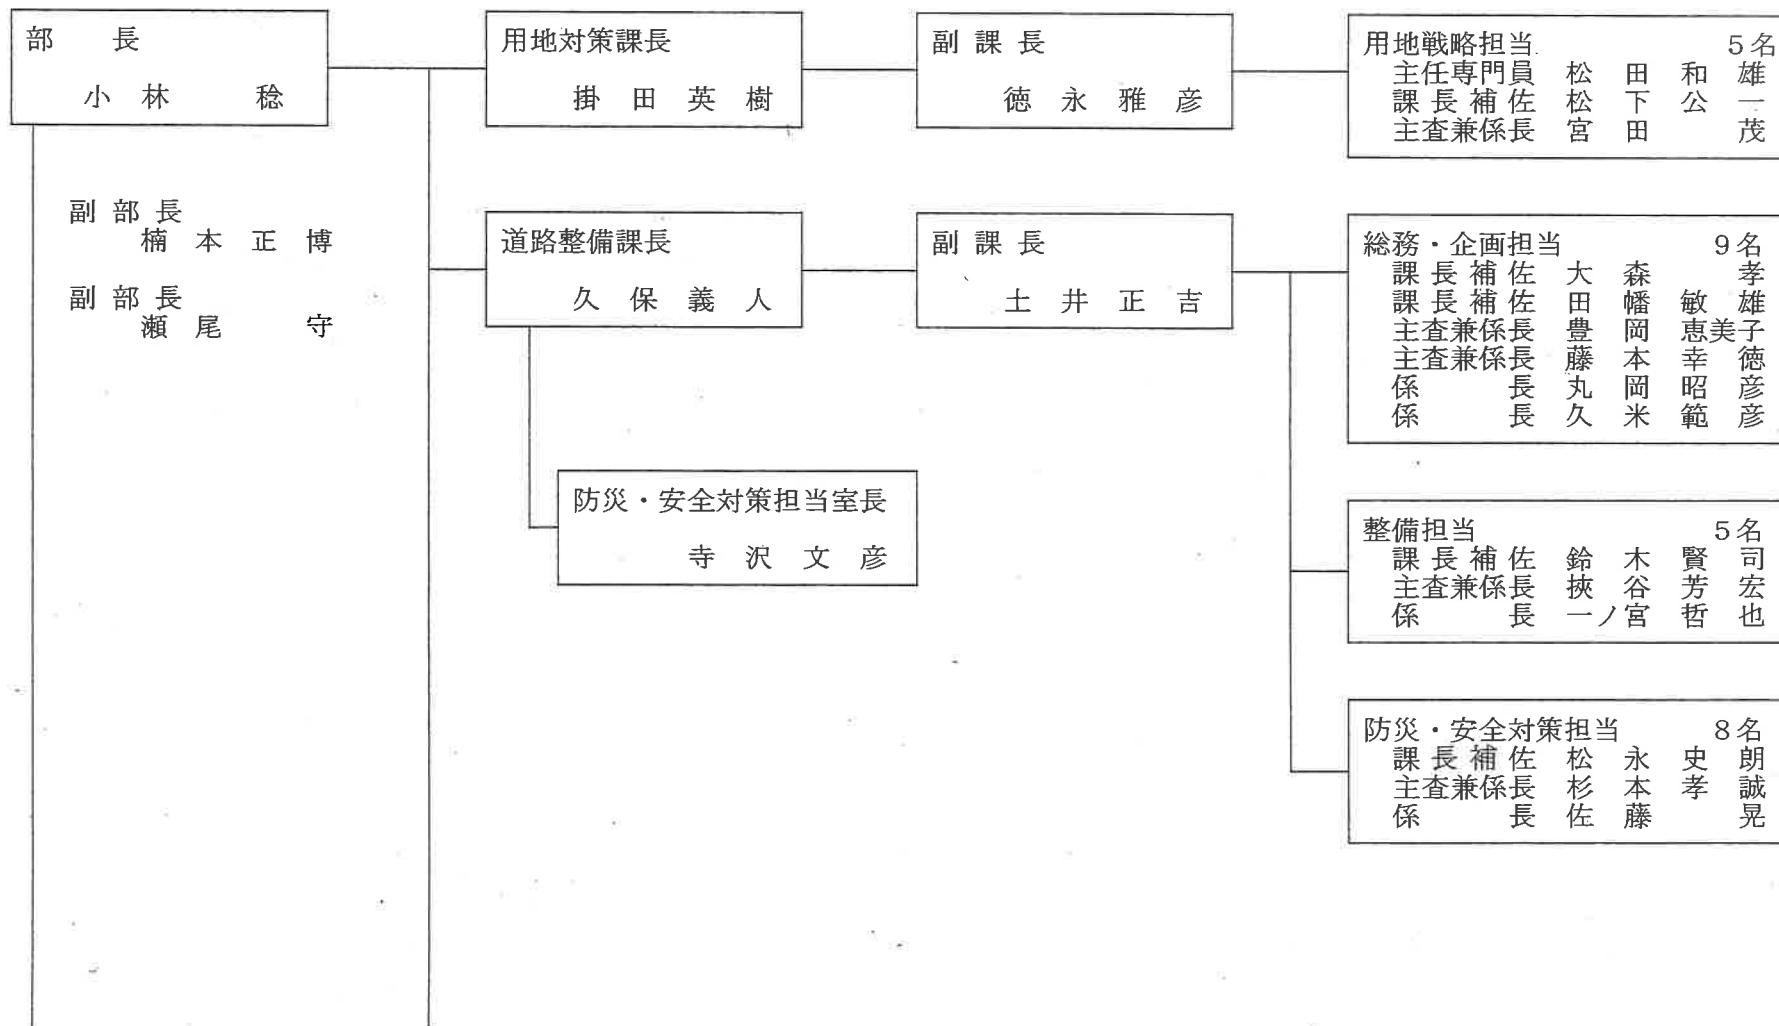 部長
小林 稔
副部長
楠本正博
副部長
瀬尾 守
用地対策課長
掛田英樹
副課長
徳永雅彦
用地戦略担当 5名
主任専門員 松田和雄
課長補佐 松下公一
主査兼係長 宮田 茂
道路整備課長
久保義人
副課長
土井正吉
総務・企画担当 9名
課長補佐 大森 孝
課長補佐 田幡敏雄
主査兼係長 豊岡恵美子
主査兼係長 藤本幸徳
係長 丸岡昭彦
係長 久米範彦
防災・安全対策担当室長
寺沢文彦
整備担当 5名
課長補佐 鈴木賢司
主査兼係長 挾谷芳宏
係長 一ノ宮哲也
防災・安全対策担当 8名
課長補佐 松永史朗
主査兼係長 杉本孝誠
係長 佐藤 晃